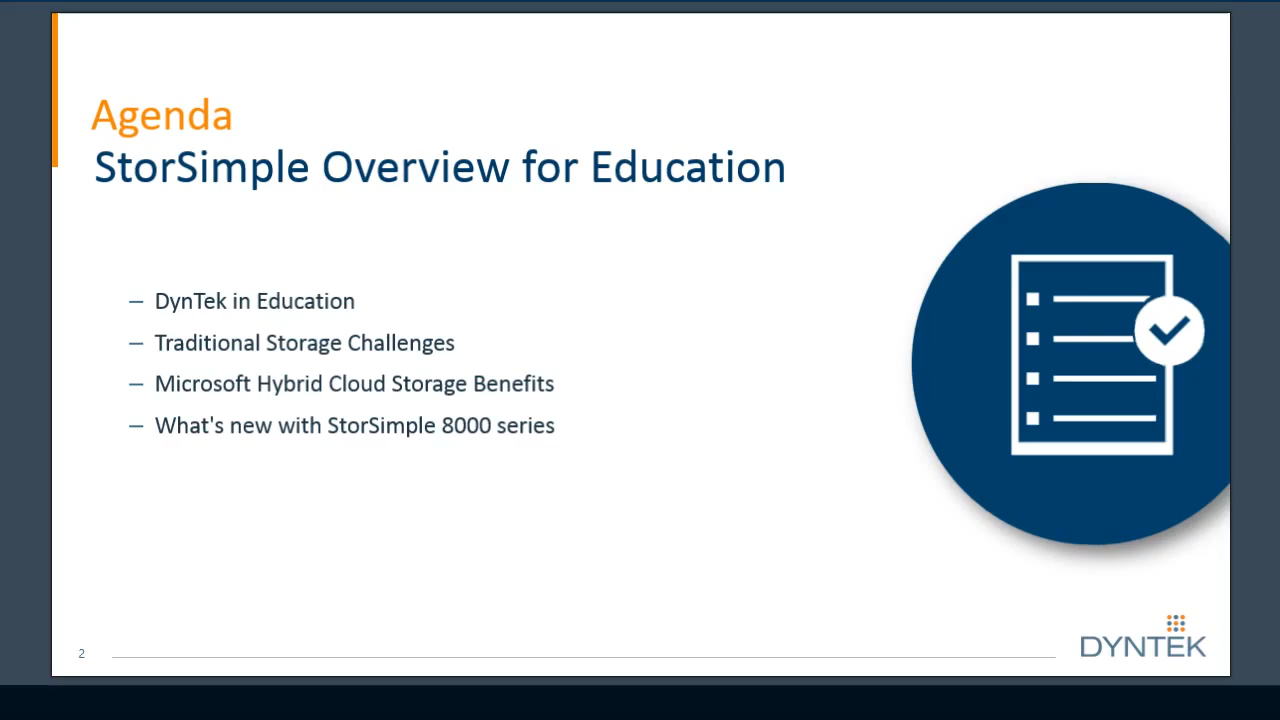 Agenda
StorSimple Overview for Education
– DynTek in Education
– Traditional Storage Challenges
– Microsoft Hybrid Cloud Storage Benefits
– What's new with StorSimple 8000 series
2
DYNTEK